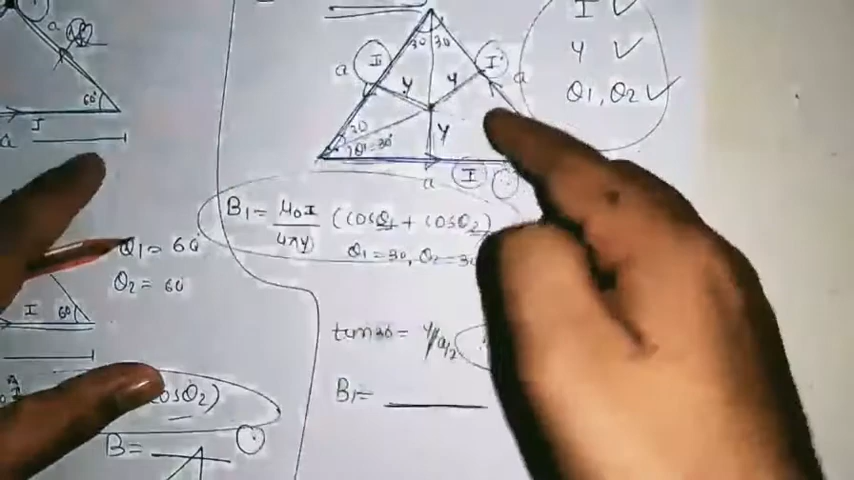 a
60°
I
a
30 30
I
I
a
a
y
y
y
30
θ1=30°
a
I
I ✓
y ✓
θ1, θ2 ✓
B1= μ0I/4πy (cosθ1 + cosθ2)
θ1=30, θ2=30
θ1= 60
θ2= 60
I
60°
tan30= y/a/2
B1=
cosθ2)
B=